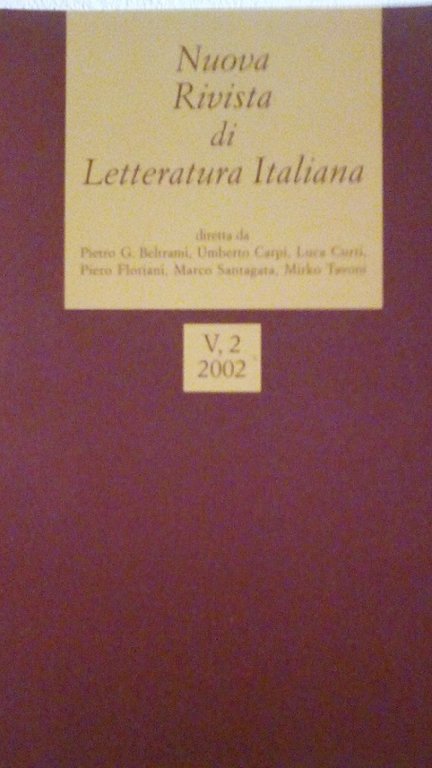 Nuova
Rivista
di
Letteratura Italiana
diretta da
Pietro G. Beltrami, Umberto Carpi, Luca Curti,
Piero Floriani, Marco Santagata, Mirko Tavoni
V, 2
2002